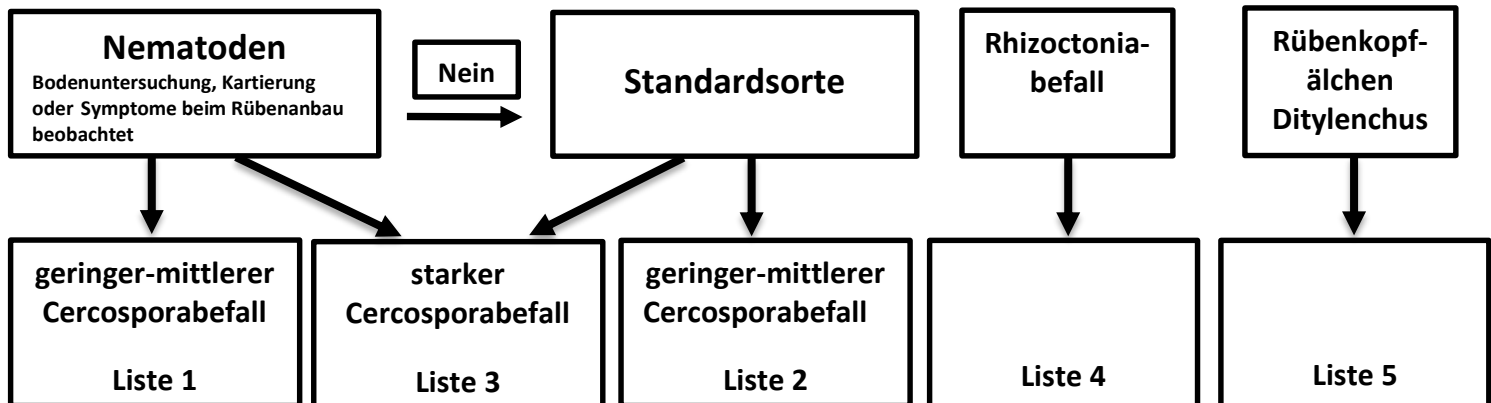 Nematoden
Bodenuntersuchung, Kartierung
oder Symptome beim Rübenanbau
beobachtet
Nein
Standardsorte
Rhizoctonia-
befall
Rübenkopf-
älchen
Ditylenchus
geringer-mittlerer
Cercosporabefall
Liste 1
starker
Cercosporabefall
Liste 3
geringer-mittlerer
Cercosporabefall
Liste 2
Liste 4
Liste 5